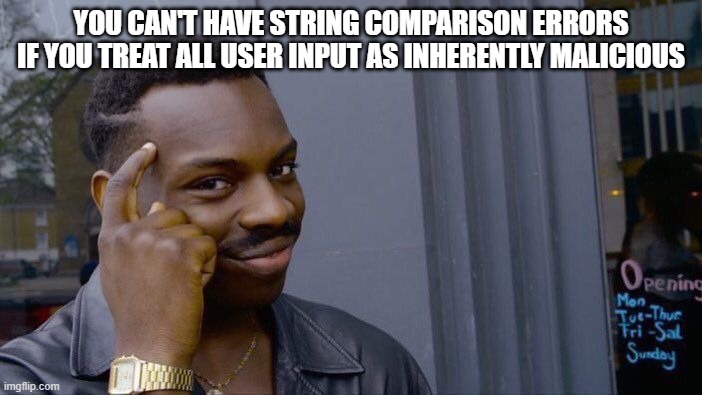 YOU CAN'T HAVE STRING COMPARISON ERRORS
IF YOU TREAT ALL USER INPUT AS INHERENTLY MALICIOUS
Opening
Mon
Tue-Thur
Fri-Sat
Sunday
imgflip.com